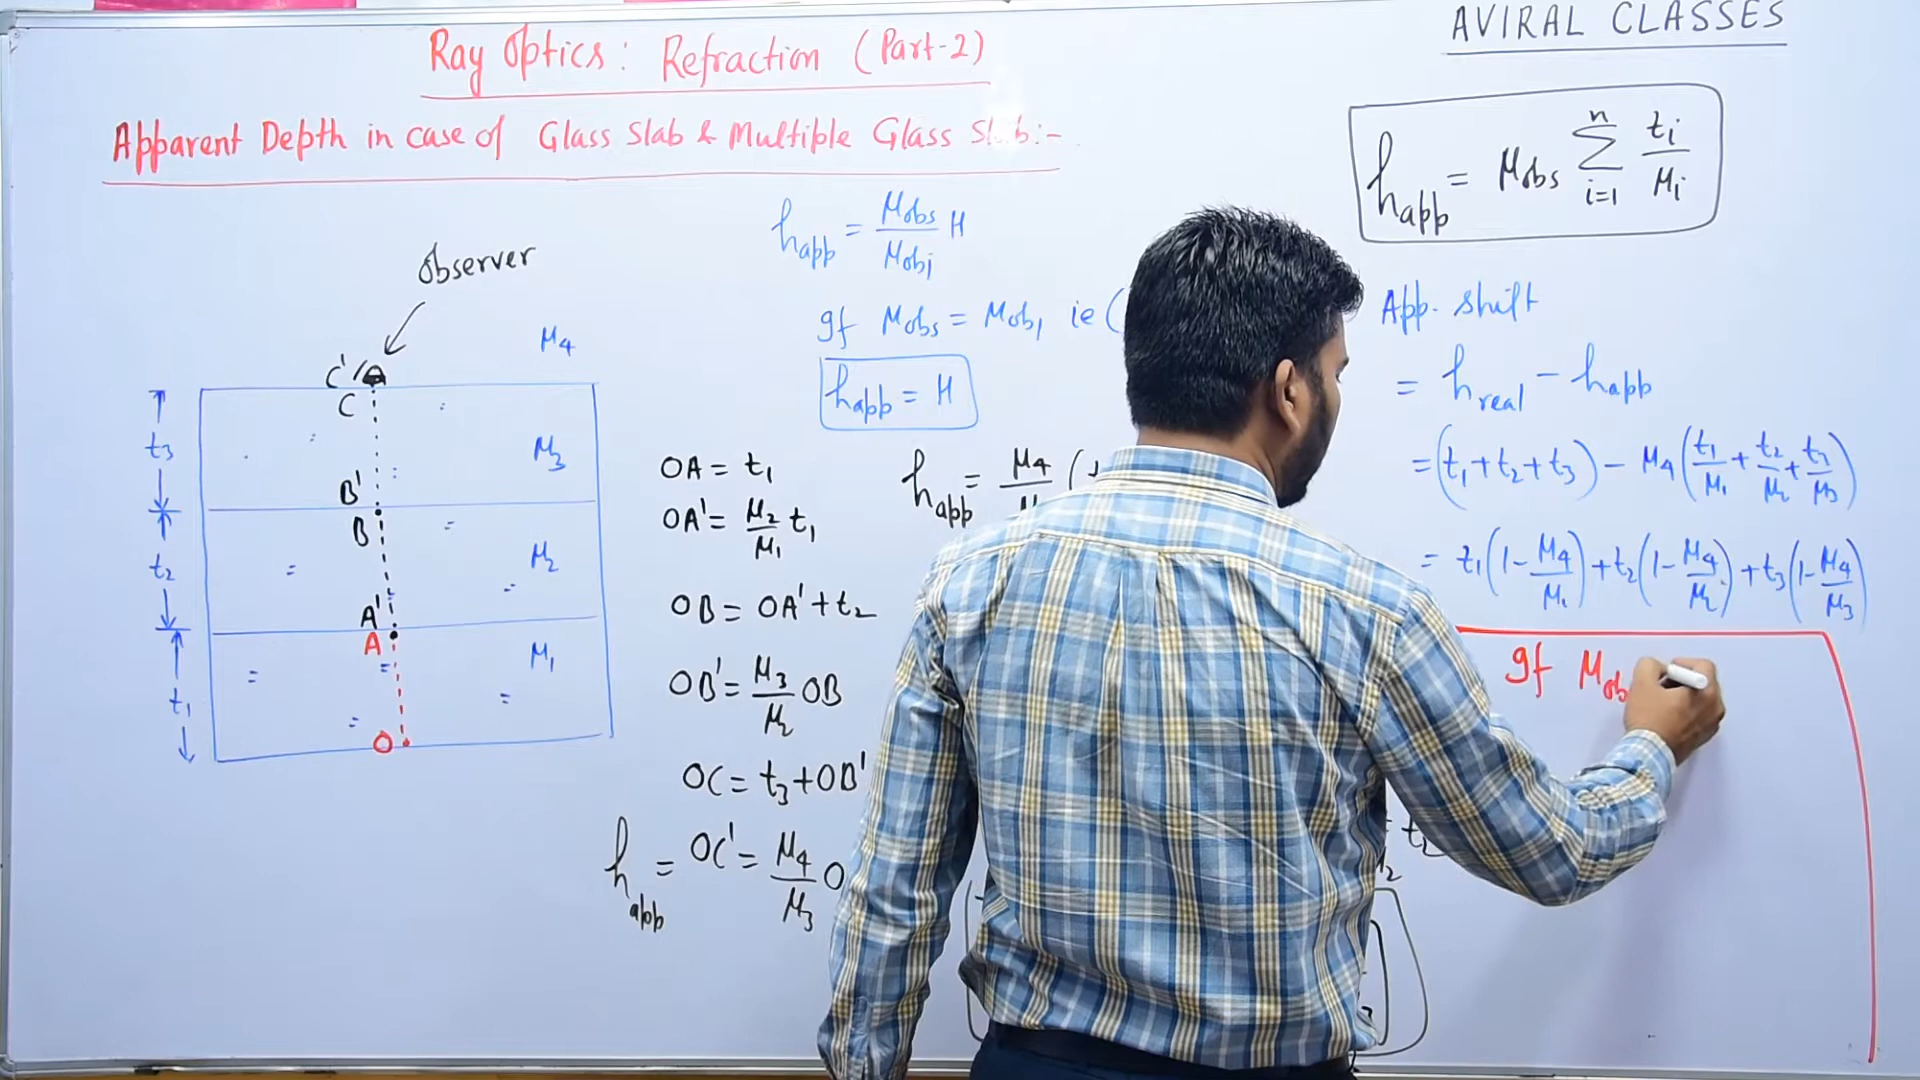 AVIRAL CLASSES
Ray Optics: Refraction (Part-2)
Apparent Depth in case of Glass Slab & Multiple Glass Slab:-
h_app = μ_obs/μ_obj H
If μ_obs = μ_obj ie (
h_app = H
Observer
μ4
C'
C
t3
μ3
B'
B
t2
μ2
A'
A
μ1
t1
O
OA = t1
OA' = μ2/μ1 t1
OB = OA' + t2
OB' = μ3/μ2 OB
OC = t3 + OB'
h_app = OC' = μ4/μ3 O
h_app = μ4
h_app = μ_obs Σ_{i=1}^{n} t_i/μ_i
App. shift
= h_real - h_app
= (t1 + t2 + t3) - μ4 (t1/μ1 + t2/μ2 + t3/μ3)
= t1 (1 - μ4/μ1) + t2 (1 - μ4/μ2) + t3 (1 - μ4/μ3)
If μ_ob